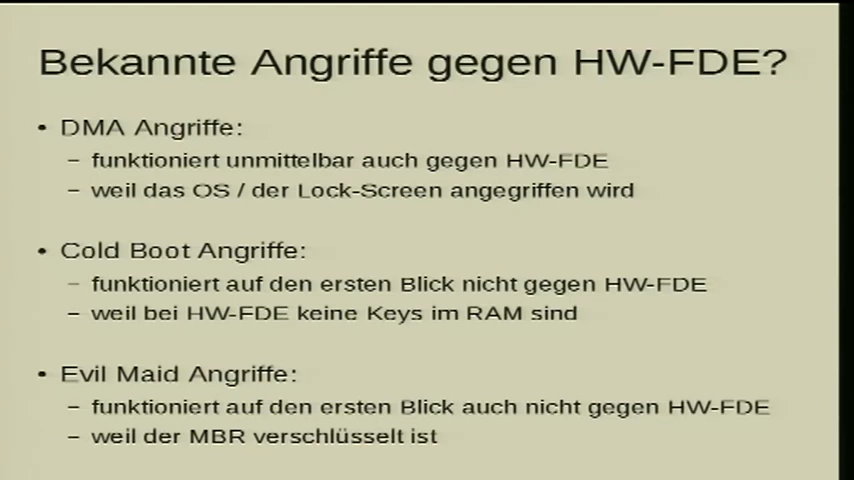 Bekannte Angriffe gegen HW-FDE?
• DMA Angriffe:
– funktioniert unmittelbar auch gegen HW-FDE
– weil das OS / der Lock-Screen angegriffen wird
• Cold Boot Angriffe:
– funktioniert auf den ersten Blick nicht gegen HW-FDE
– weil bei HW-FDE keine Keys im RAM sind
• Evil Maid Angriffe:
– funktioniert auf den ersten Blick auch nicht gegen HW-FDE
– weil der MBR verschlüsselt ist